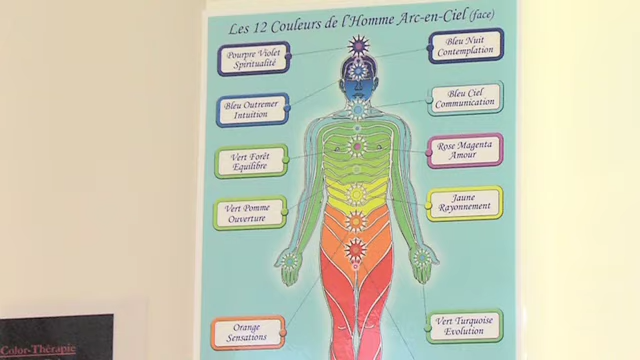 Les 12 Couleurs de l'Homme Arc-en-Ciel (face)
Pourpre Violet
Spiritualité
Bleu Nuit
Contemplation
Bleu Outremer
Intuition
Bleu Ciel
Communication
Vert Forêt
Equilibre
Rose Magenta
Amour
Vert Pomme
Ouverture
Jaune
Rayonnement
Orange
Sensations
Vert Turquoise
Evolution
Color-Thérapie